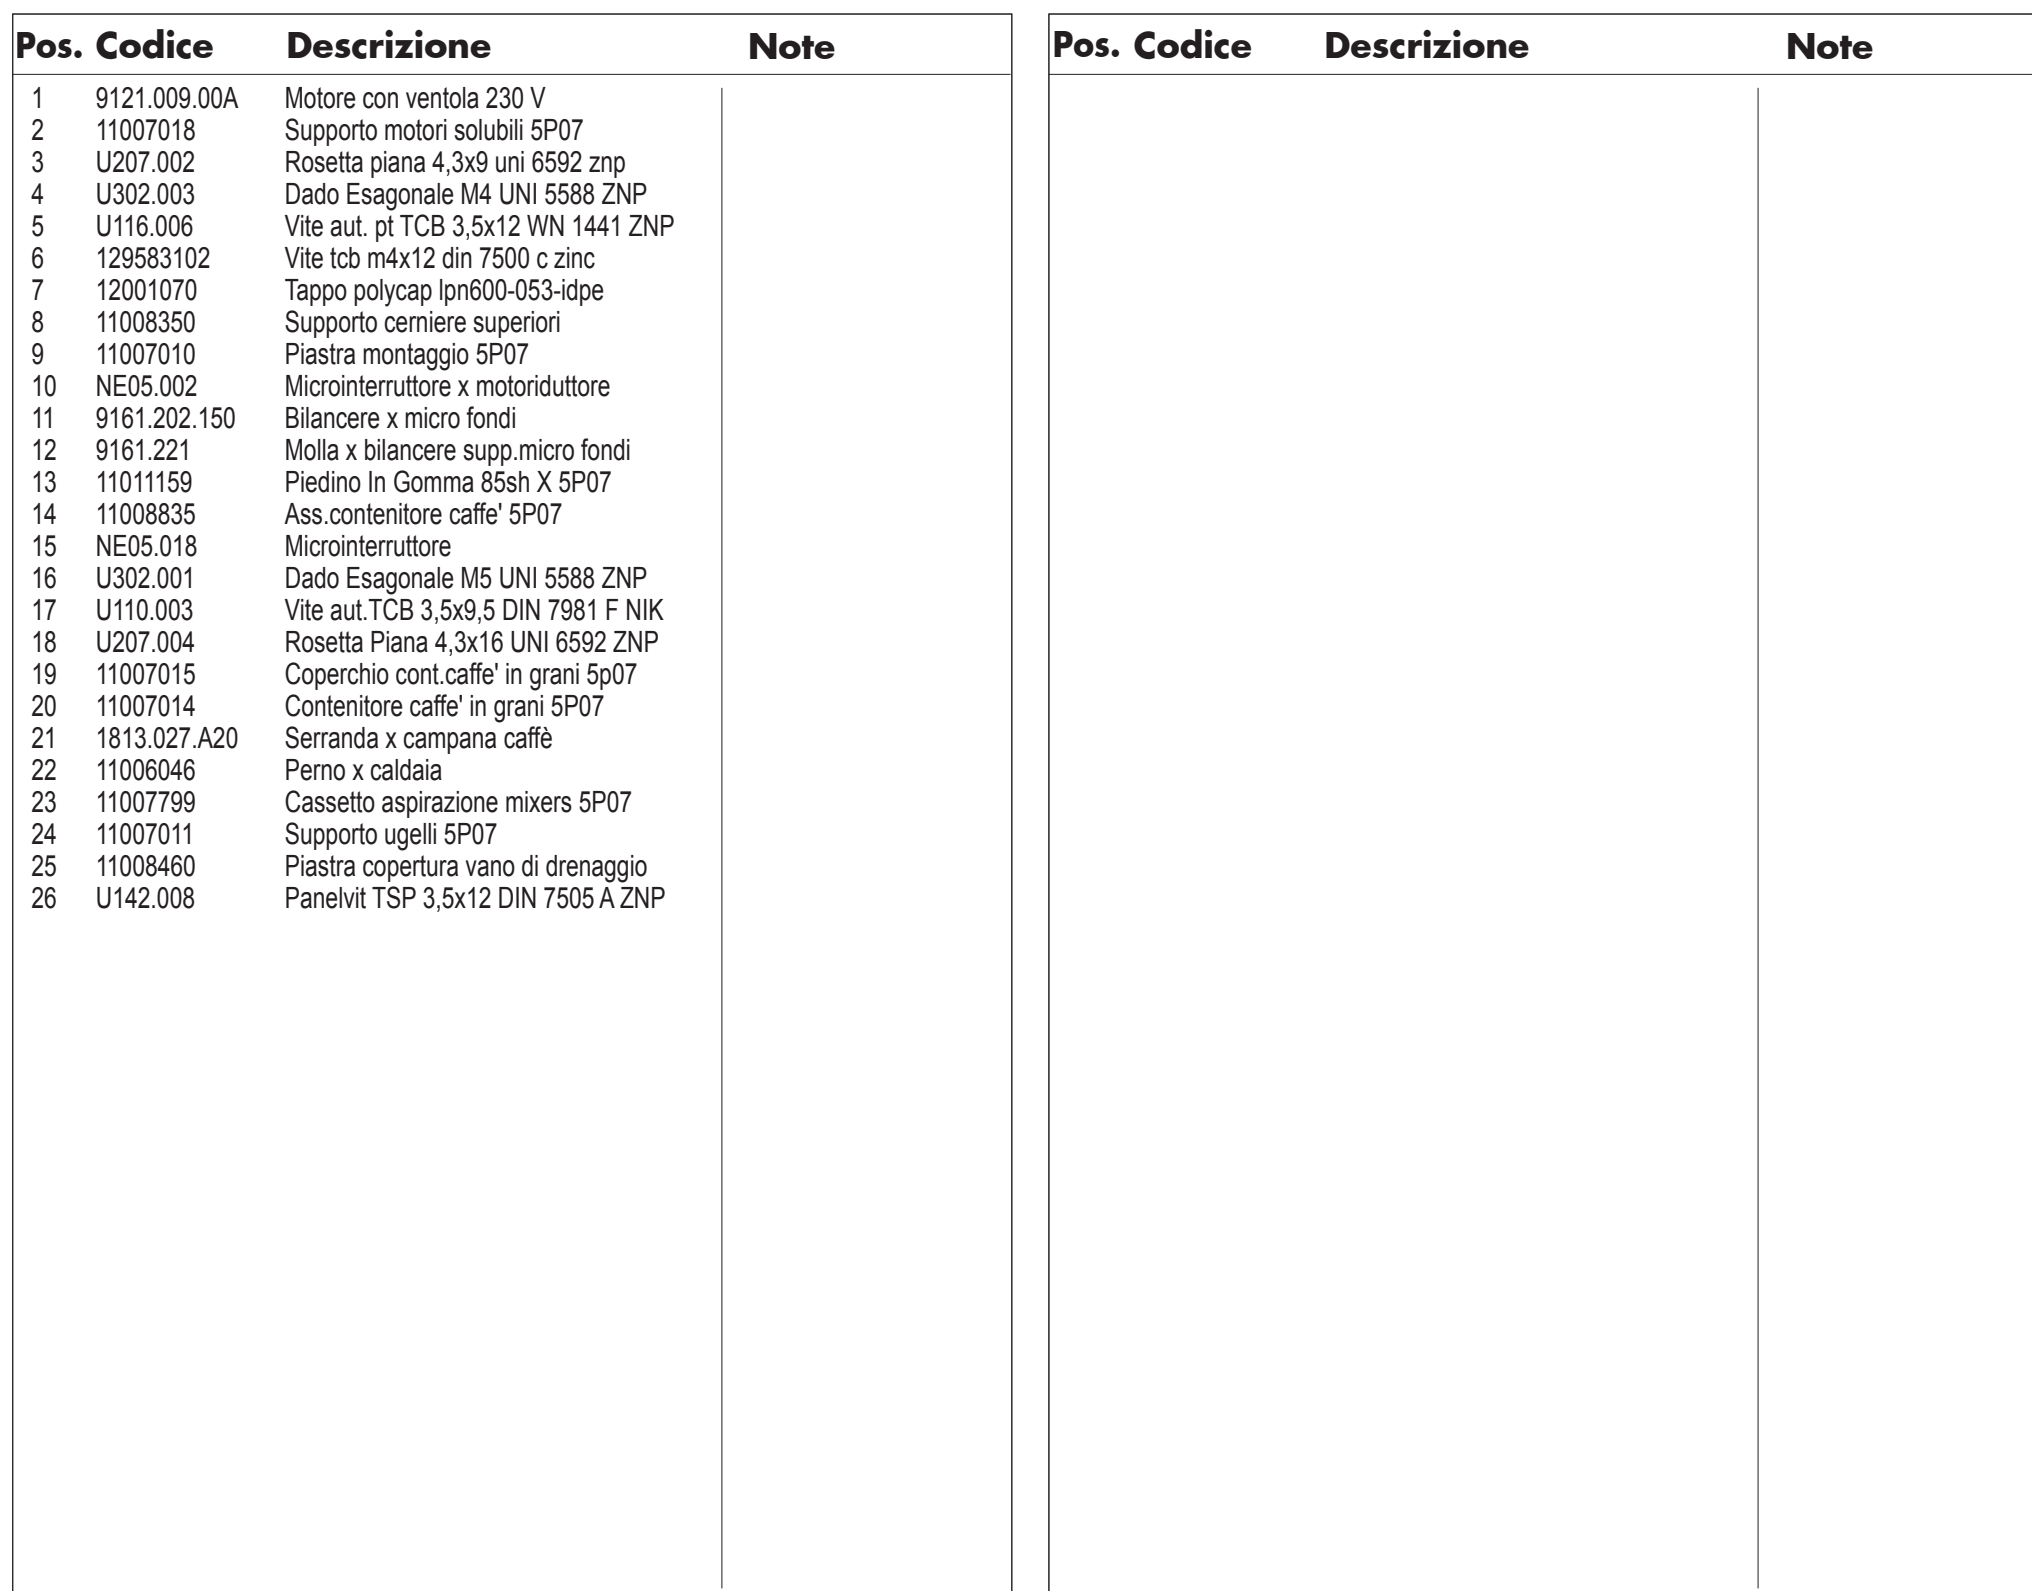 Pos. Codice Descrizione Note
1 9121.009.00A Motore con ventola 230 V
2 11007018 Supporto motori solubili 5P07
3 U207.002 Rosetta piana 4,3x9 uni 6592 znp
4 U302.003 Dado Esagonale M4 UNI 5588 ZNP
5 U116.006 Vite aut. pt TCB 3,5x12 WN 1441 ZNP
6 129583102 Vite tcb m4x12 din 7500 c zinc
7 12001070 Tappo polycap lpn600-053-idpe
8 11008350 Supporto cerniere superiori
9 11007010 Piastra montaggio 5P07
10 NE05.002 Microinterruttore x motoriduttore
11 9161.202.150 Bilancere x micro fondi
12 9161.221 Molla x bilancere supp.micro fondi
13 11011159 Piedino In Gomma 85sh X 5P07
14 11008835 Ass.contenitore caffe' 5P07
15 NE05.018 Microinterruttore
16 U302.001 Dado Esagonale M5 UNI 5588 ZNP
17 U110.003 Vite aut.TCB 3,5x9,5 DIN 7981 F NIK
18 U207.004 Rosetta Piana 4,3x16 UNI 6592 ZNP
19 11007015 Coperchio cont.caffe' in grani 5p07
20 11007014 Contenitore caffe' in grani 5P07
21 1813.027.A20 Serranda x campana caffè
22 11006046 Perno x caldaia
23 11007799 Cassetto aspirazione mixers 5P07
24 11007011 Supporto ugelli 5P07
25 11008460 Piastra copertura vano di drenaggio
26 U142.008 Panelvit TSP 3,5x12 DIN 7505 A ZNP
Pos. Codice Descrizione Note